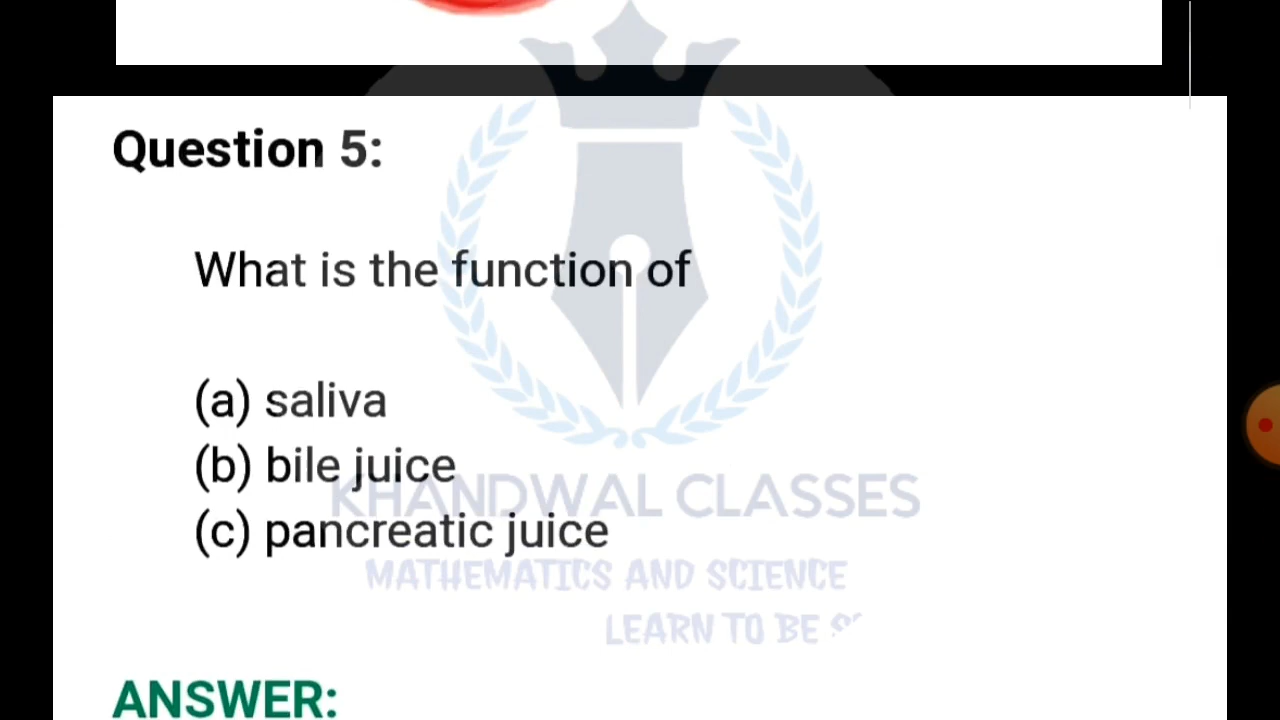 Question 5:
What is the function of
(a) saliva
(b) bile juice
(c) pancreatic juice
KHANDWAL CLASSES
MATHEMATICS AND SCIENCE
LEARN TO BE
ANSWER: